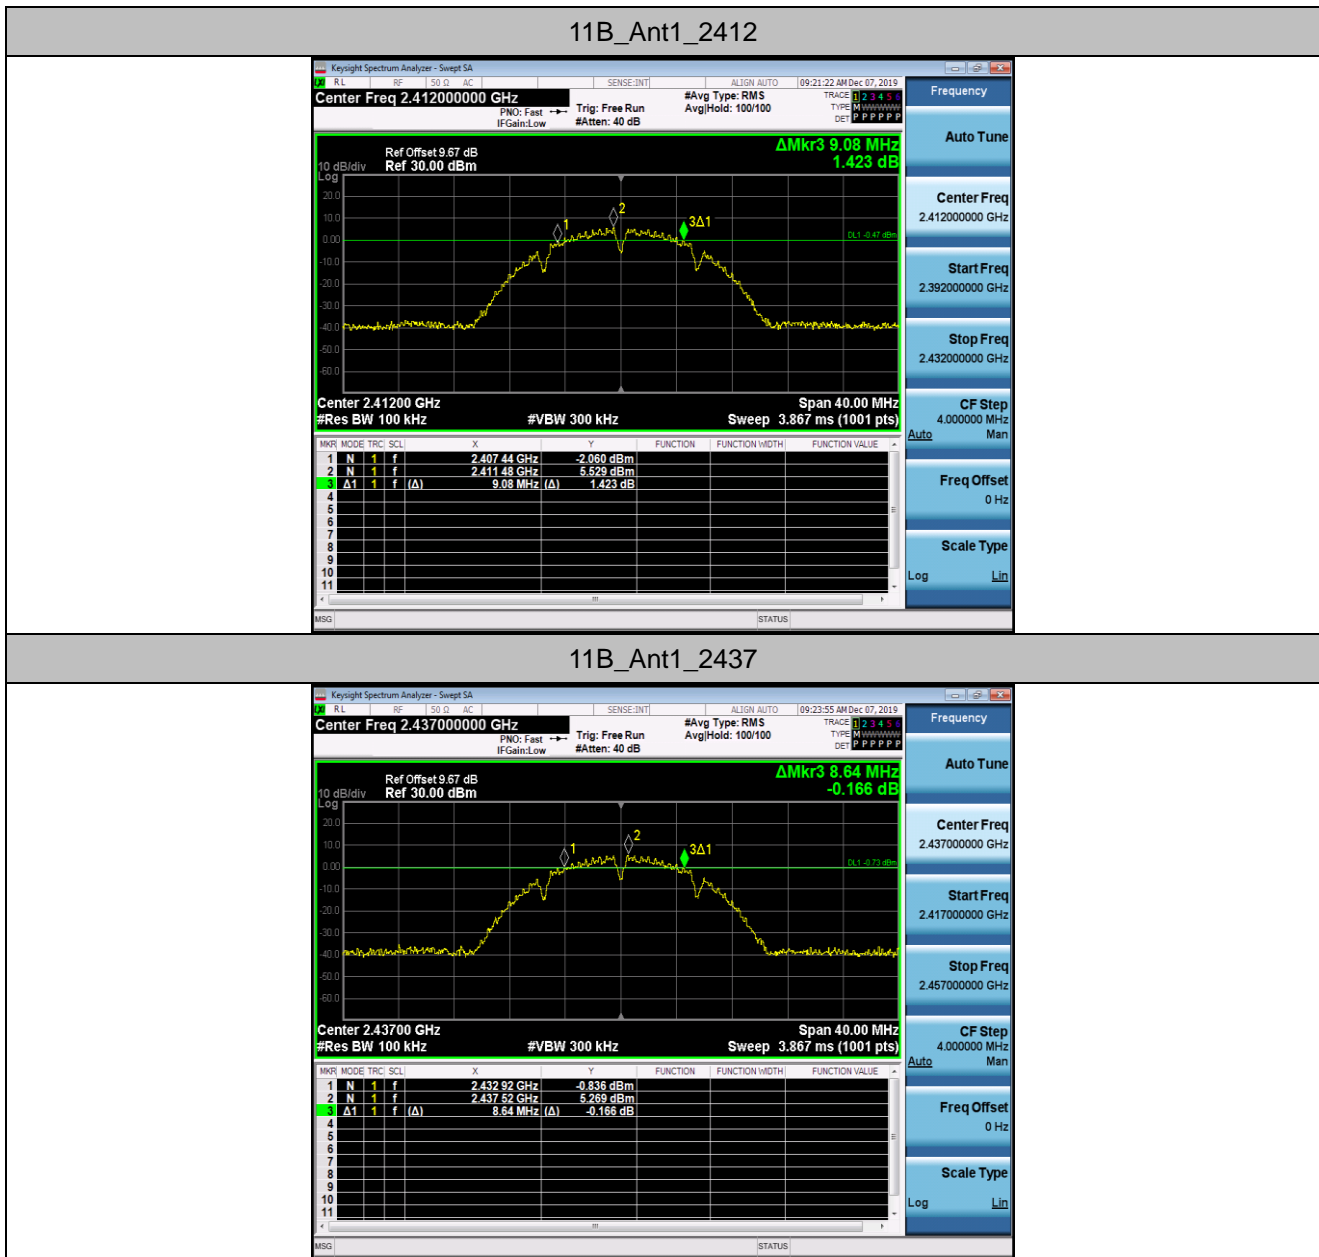 11B_Ant1_2412
Keysight Spectrum Analyzer - Swept SA
RL RF 50 Ω AC SENSE:INT ALIGN AUTO 09:21:22 AM Dec 07, 2019
Center Freq 2.412000000 GHz #Avg Type: RMS TRACE 1 2 3 4 5 6
PNO: Fast Trig: Free Run Avg|Hold: 100/100 TYPE M WWWWW
IFGain:Low #Atten: 40 dB DET P P P P P P
Frequency
Auto Tune
Center Freq
2.412000000 GHz
Start Freq
2.392000000 GHz
Stop Freq
2.432000000 GHz
CF Step
4.000000 MHz
Auto Man
Freq Offset
0 Hz
Scale Type
Log Lin
ΔMkr3 9.08 MHz
1.423 dB
Ref Offset 9.67 dB
10 dB/div Ref 30.00 dBm
Log
20.0
10.0
0.00
-10.0
-20.0
-30.0
-40.0
-50.0
-60.0
1
2
3Δ1
DL1 -0.47 dBm
Center 2.41200 GHz Span 40.00 MHz
#Res BW 100 kHz #VBW 300 kHz Sweep 3.867 ms (1001 pts)
MKR MODE TRC SCL X Y FUNCTION FUNCTION WIDTH FUNCTION VALUE
1 N 1 f 2.407 44 GHz -2.060 dBm
2 N 1 f 2.411 48 GHz 5.529 dBm
3 Δ1 1 f (Δ) 9.08 MHz (Δ) 1.423 dB
4
5
6
7
8
9
10
11
MSG STATUS
11B_Ant1_2437
Keysight Spectrum Analyzer - Swept SA
RL RF 50 Ω AC SENSE:INT ALIGN AUTO 09:23:55 AM Dec 07, 2019
Center Freq 2.437000000 GHz #Avg Type: RMS TRACE 1 2 3 4 5 6
PNO: Fast Trig: Free Run Avg|Hold: 100/100 TYPE M WWWWW
IFGain:Low #Atten: 40 dB DET P P P P P P
Frequency
Auto Tune
Center Freq
2.437000000 GHz
Start Freq
2.417000000 GHz
Stop Freq
2.457000000 GHz
CF Step
4.000000 MHz
Auto Man
Freq Offset
0 Hz
Scale Type
Log Lin
ΔMkr3 8.64 MHz
-0.166 dB
Ref Offset 9.67 dB
10 dB/div Ref 30.00 dBm
Log
20.0
10.0
0.00
-10.0
-20.0
-30.0
-40.0
-50.0
-60.0
1
2
3Δ1
DL1 -0.73 dBm
Center 2.43700 GHz Span 40.00 MHz
#Res BW 100 kHz #VBW 300 kHz Sweep 3.867 ms (1001 pts)
MKR MODE TRC SCL X Y FUNCTION FUNCTION WIDTH FUNCTION VALUE
1 N 1 f 2.432 92 GHz -0.836 dBm
2 N 1 f 2.437 52 GHz 5.269 dBm
3 Δ1 1 f (Δ) 8.64 MHz (Δ) -0.166 dB
4
5
6
7
8
9
10
11
MSG STATUS